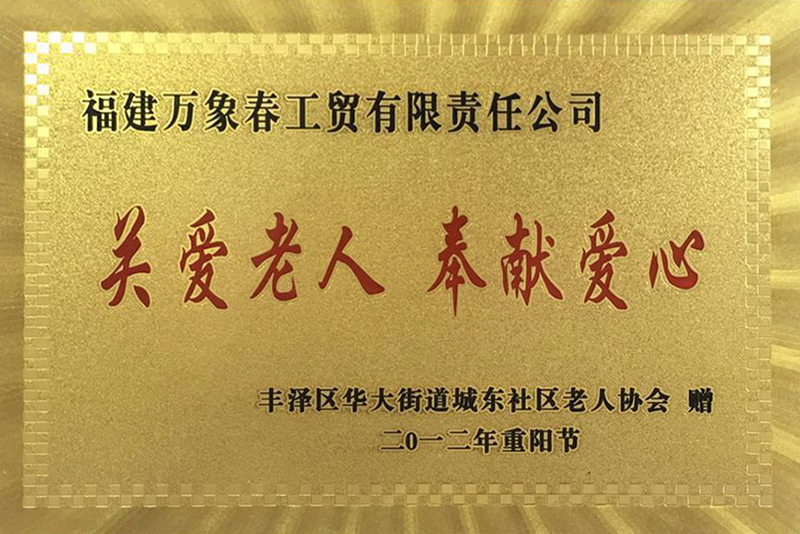 福建万象春工贸有限责任公司
关爱老人 奉献爱心
丰泽区华大街道城东社区老人协会 赠
二0一二年重阳节